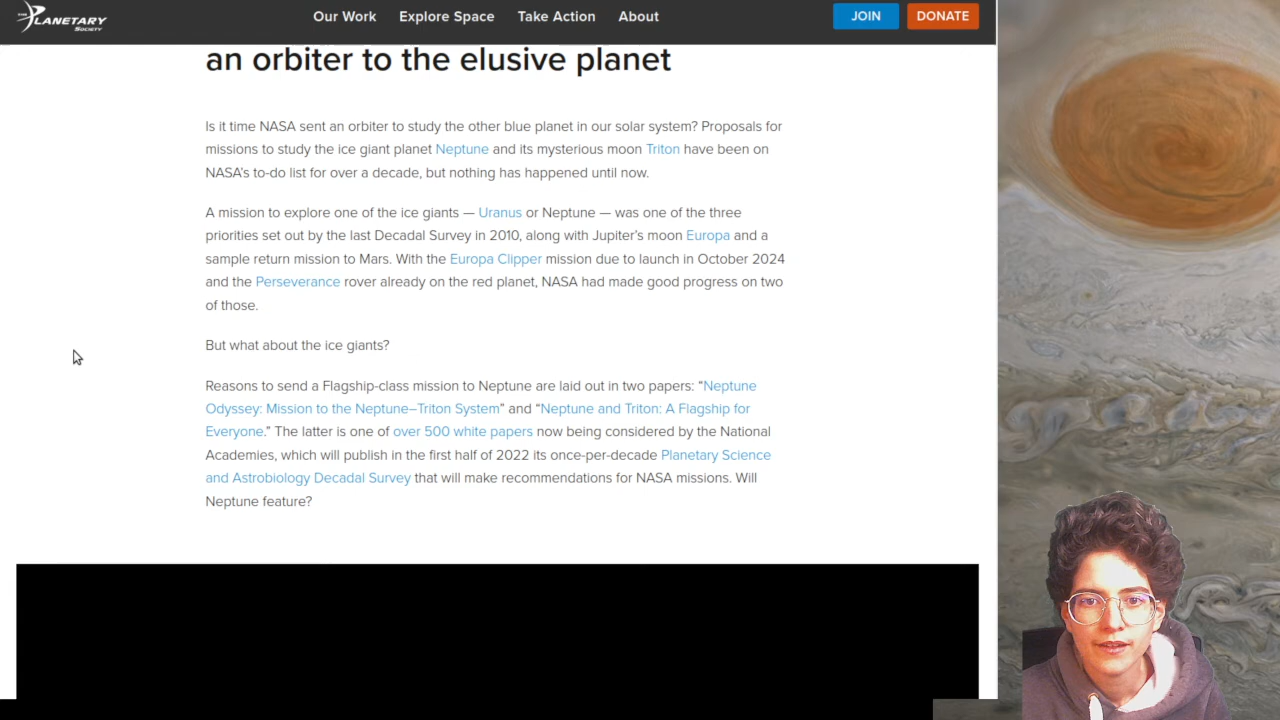 THE PLANETARY SOCIETY
Our Work Explore Space Take Action About JOIN DONATE
an orbiter to the elusive planet
Is it time NASA sent an orbiter to study the other blue planet in our solar system? Proposals for
missions to study the ice giant planet Neptune and its mysterious moon Triton have been on
NASA’s to-do list for over a decade, but nothing has happened until now.
A mission to explore one of the ice giants — Uranus or Neptune — was one of the three
priorities set out by the last Decadal Survey in 2010, along with Jupiter’s moon Europa and a
sample return mission to Mars. With the Europa Clipper mission due to launch in October 2024
and the Perseverance rover already on the red planet, NASA had made good progress on two
of those.
But what about the ice giants?
Reasons to send a Flagship-class mission to Neptune are laid out in two papers: “Neptune
Odyssey: Mission to the Neptune–Triton System” and “Neptune and Triton: A Flagship for
Everyone.” The latter is one of over 500 white papers now being considered by the National
Academies, which will publish in the first half of 2022 its once-per-decade Planetary Science
and Astrobiology Decadal Survey that will make recommendations for NASA missions. Will
Neptune feature?